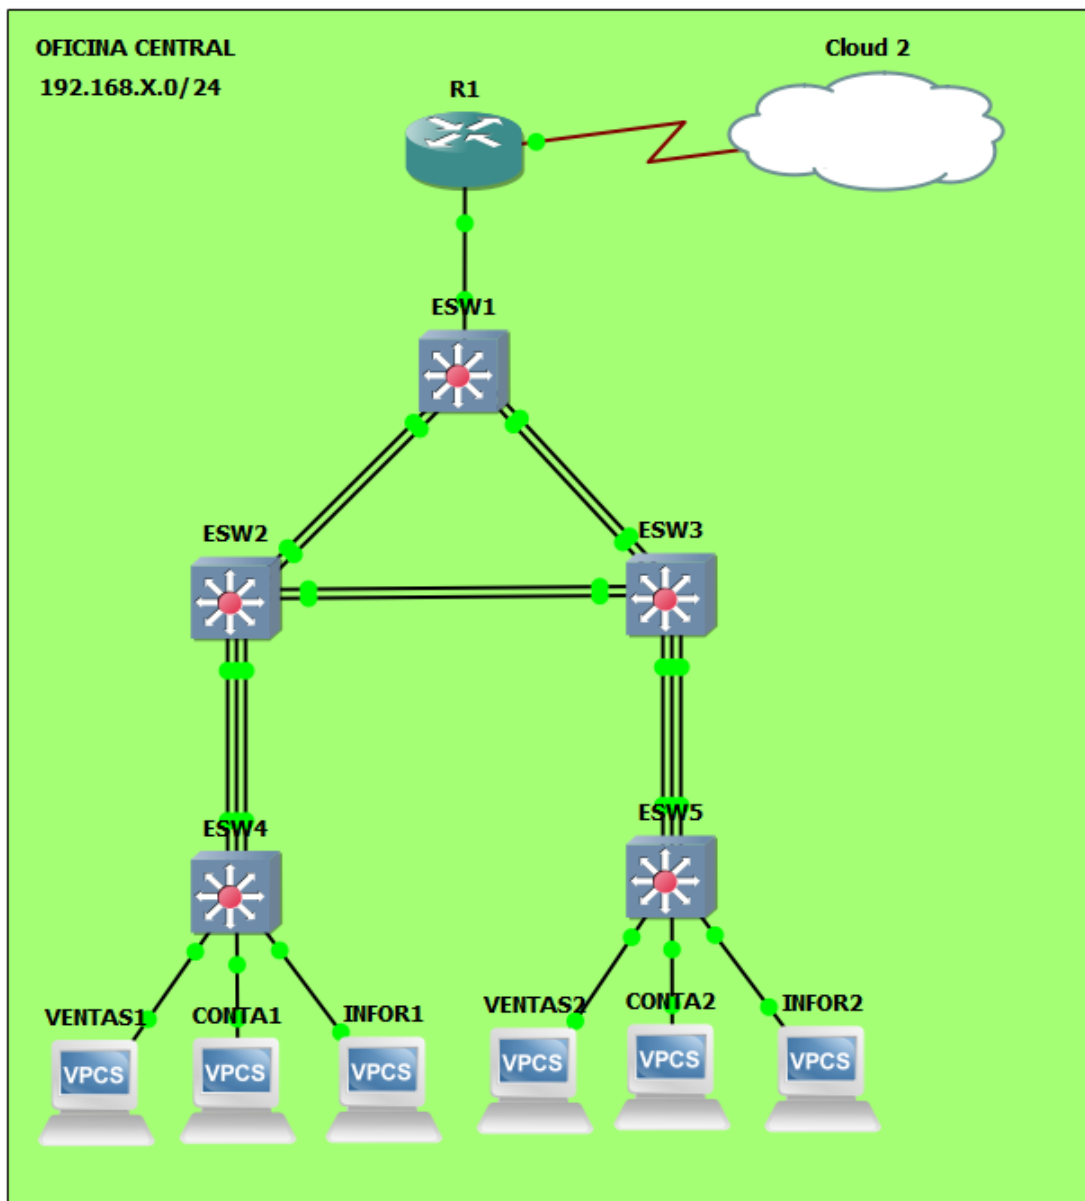 OFICINA CENTRAL
192.168.X.0/24
Cloud 2
R1
ESW1
ESW2
ESW3
ESW4
ESW5
VENTAS1
CONTA1
INFOR1
VENTAS2
CONTA2
INFOR2
VPCS
VPCS
VPCS
VPCS
VPCS
VPCS